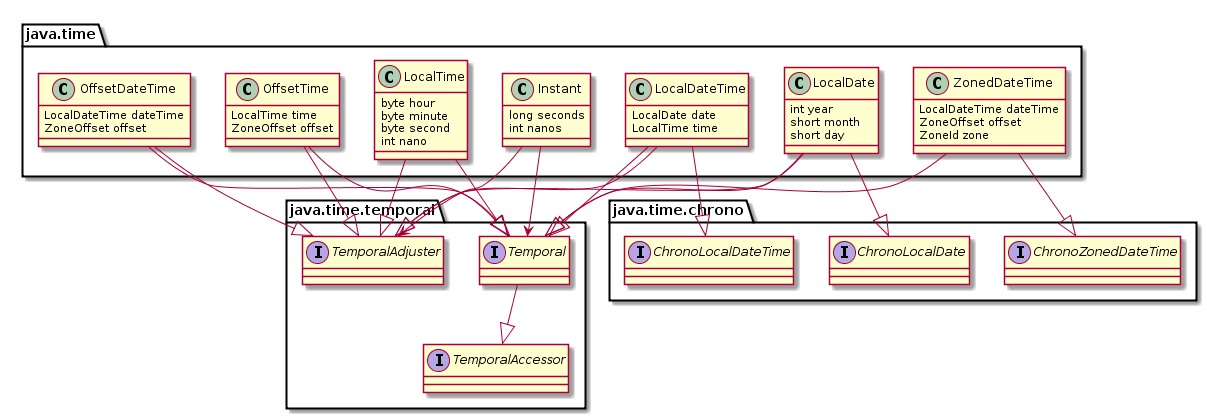 java.time
C OffsetDateTime
LocalDateTime dateTime
ZoneOffset offset
C OffsetTime
LocalTime time
ZoneOffset offset
C LocalTime
byte hour
byte minute
byte second
int nano
C Instant
long seconds
int nanos
C LocalDateTime
LocalDate date
LocalTime time
C LocalDate
int year
short month
short day
C ZonedDateTime
LocalDateTime dateTime
ZoneOffset offset
ZoneId zone
java.time.temporal
I TemporalAdjuster
I Temporal
I TemporalAccessor
java.time.chrono
I ChronoLocalDateTime
I ChronoLocalDate
I ChronoZonedDateTime